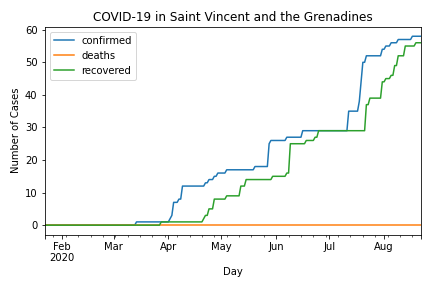 COVID-19 in Saint Vincent and the Grenadines
confirmed
deaths
recovered
Number of Cases
60
50
40
30
20
10
0
Feb Mar Apr May Jun Jul Aug
2020
Day